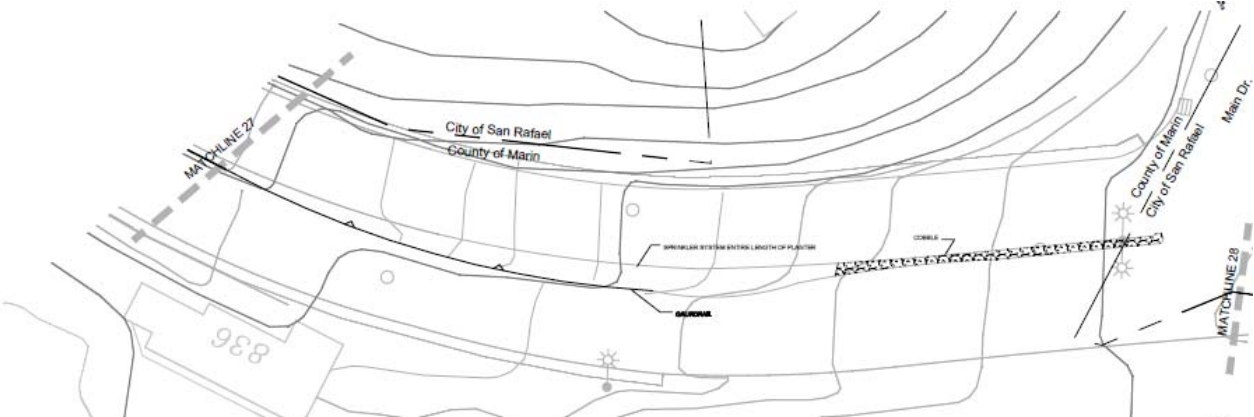 Main Dr.
MATCHLINE 27
City of San Rafael
County of Marin
County of Marin
City of San Rafael
COBBLE
SPRINKLER SYSTEM ENTIRE LENGTH OF PLANTER
MATCHLINE 28
836